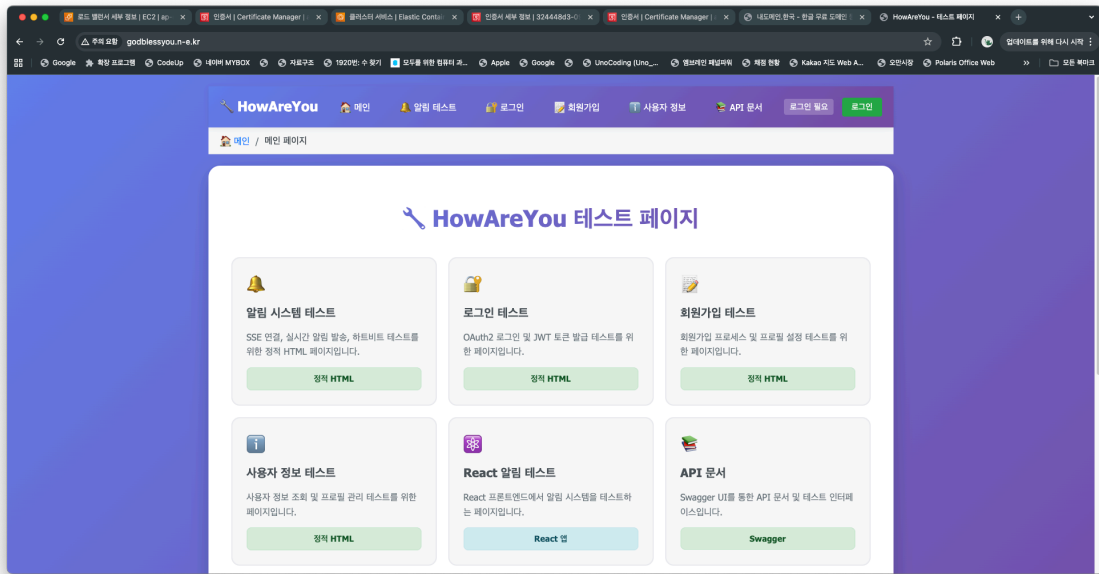 로드 밸런서 세부 정보 | EC2 | ap-
인증서 | Certificate Manager |
클러스터 서비스 | Elastic Contai
인증서 세부 정보 | 324448d3-0
인증서 | Certificate Manager |
내도메인.한국 - 한글 무료 도메인
HowAreYou - 테스트 페이지
주의 요함 godblessyou.n-e.kr
업데이트를 위해 다시 시작
Google 확장 프로그램 CodeUp 네이버 MYBOX 자료구조 1920번: 수 찾기 모두를 위한 컴퓨터 과... Apple Google UnoCoding (Uno_... 엠브레인 패널파워 채점 현황 Kakao 지도 Web A... 오만시장 Polaris Office Web » 모든 북마크
HowAreYou 메인 알림 테스트 로그인 회원가입 사용자 정보 API 문서 로그인 필요 로그인
메인 / 메인 페이지
HowAreYou 테스트 페이지
알림 시스템 테스트
SSE 연결, 실시간 알림 발송, 하트비트 테스트를
위한 정적 HTML 페이지입니다.
정적 HTML
로그인 테스트
OAuth2 로그인 및 JWT 토큰 발급 테스트를 위
한 페이지입니다.
정적 HTML
회원가입 테스트
회원가입 프로세스 및 프로필 설정 테스트를 위
한 페이지입니다.
정적 HTML
사용자 정보 테스트
사용자 정보 조회 및 프로필 관리 테스트를 위한
페이지입니다.
정적 HTML
React 알림 테스트
React 프론트엔드에서 알림 시스템을 테스트하
는 페이지입니다.
React 앱
API 문서
Swagger UI를 통한 API 문서 및 테스트 인터페
이스입니다.
Swagger